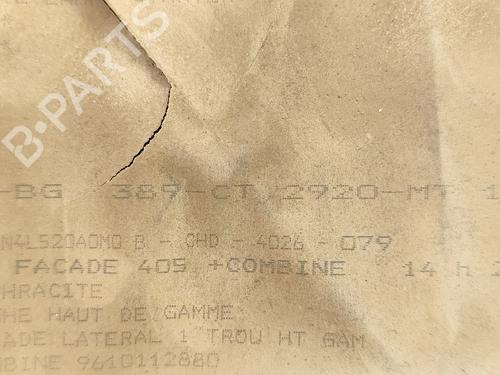 B-PARTS
-BG 389-CT 2920-MT 1
N4L520A0M0 B - CHD - 4026 - 079
FACADE 405 +COMBINE 14 h
HRACITE
HE HAUT DE GAMME
ADE LATERAL 1 TROU HT GAM
MBINE 9610112880